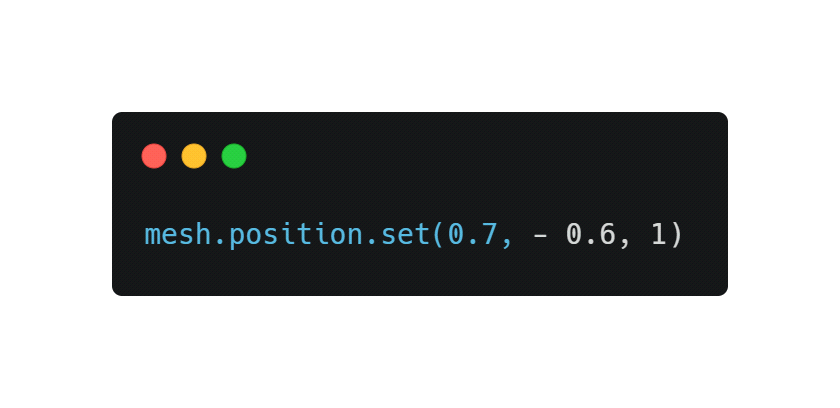 mesh.position.set(0.7, - 0.6, 1)